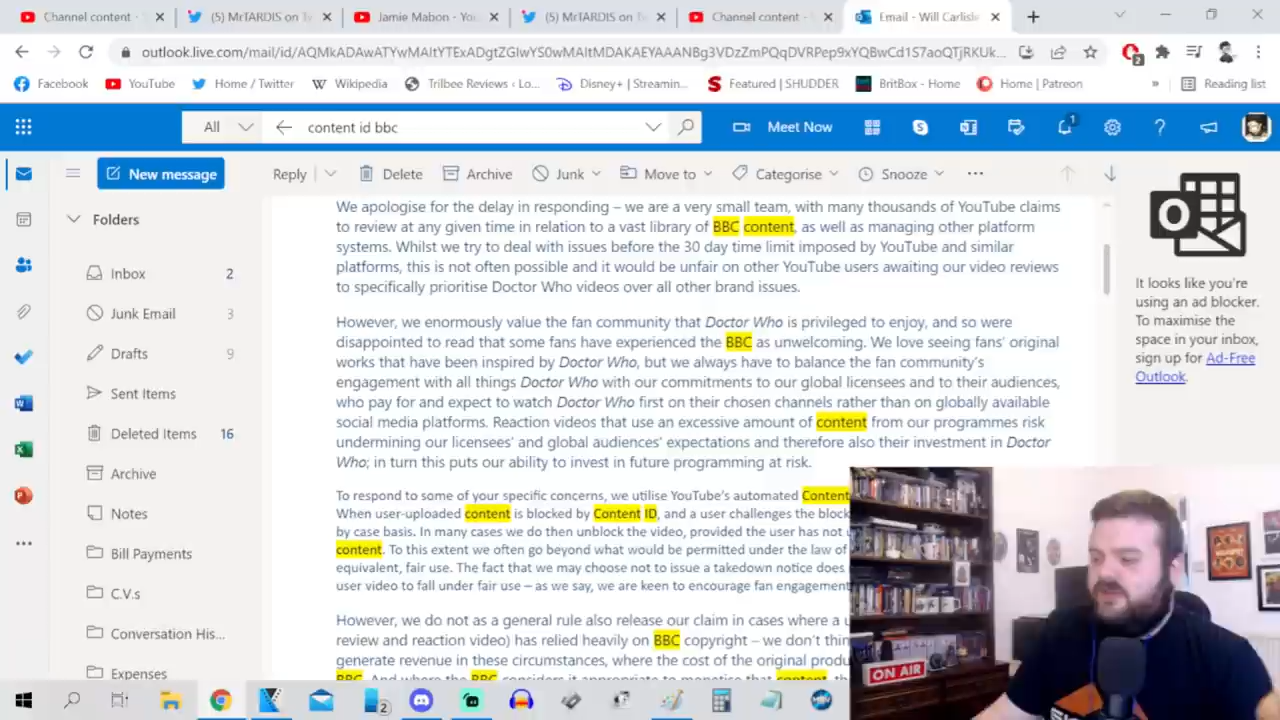 Channel content - 
(5) MrTARDIS on T
Jamie Mabon - You
(5) MrTARDIS on T
Channel content - 
Email - Will Carlisle
outlook.live.com/mail/id/AQMkADAwATYwMAItYTExADgtZGIwYS0wMAItMDAKAEYAAANBg3VDzZmPQqDVRPep9xYQBwCd1S7aoQTjRKUk...
2
Facebook YouTube Home / Twitter Wikipedia Trilbee Reviews ‹ Lo... Disney+ | Streamin... Featured | SHUDDER BritBox - Home Home | Patreon » Reading list
All content id bbc Meet Now 1
New message Reply Delete Archive Junk Move to Categorise Snooze
Folders
Inbox 2
Junk Email 3
Drafts 9
Sent Items
Deleted Items 16
Archive
Notes
Bill Payments
C.V.s
Conversation His...
Expenses
We apologise for the delay in responding – we are a very small team, with many thousands of YouTube claims
to review at any given time in relation to a vast library of BBC content, as well as managing other platform
systems. Whilst we try to deal with issues before the 30 day time limit imposed by YouTube and similar
platforms, this is not often possible and it would be unfair on other YouTube users awaiting our video reviews
to specifically prioritise Doctor Who videos over all other brand issues.
However, we enormously value the fan community that Doctor Who is privileged to enjoy, and so were
disappointed to read that some fans have experienced the BBC as unwelcoming. We love seeing fans' original
works that have been inspired by Doctor Who, but we always have to balance the fan community's
engagement with all things Doctor Who with our commitments to our global licensees and to their audiences,
who pay for and expect to watch Doctor Who first on their chosen channels rather than on globally available
social media platforms. Reaction videos that use an excessive amount of content from our programmes risk
undermining our licensees' and global audiences' expectations and therefore also their investment in Doctor
Who; in turn this puts our ability to invest in future programming at risk.
To respond to some of your specific concerns, we utilise YouTube's automated Content
When user-uploaded content is blocked by Content ID, and a user challenges the block
by case basis. In many cases we do then unblock the video, provided the user has not u
content. To this extent we often go beyond what would be permitted under the law of
equivalent, fair use. The fact that we may choose not to issue a takedown notice does
user video to fall under fair use – as we say, we are keen to encourage fan engagement
However, we do not as a general rule also release our claim in cases where a u
review and reaction video) has relied heavily on BBC copyright – we don't thin
generate revenue in these circumstances, where the cost of the original produ
BBC. And where the BBC considers it appropriate to monetise that content, th
It looks like you're
using an ad blocker.
To maximise the
space in your inbox,
sign up for Ad-Free
Outlook.
ON AIR
2